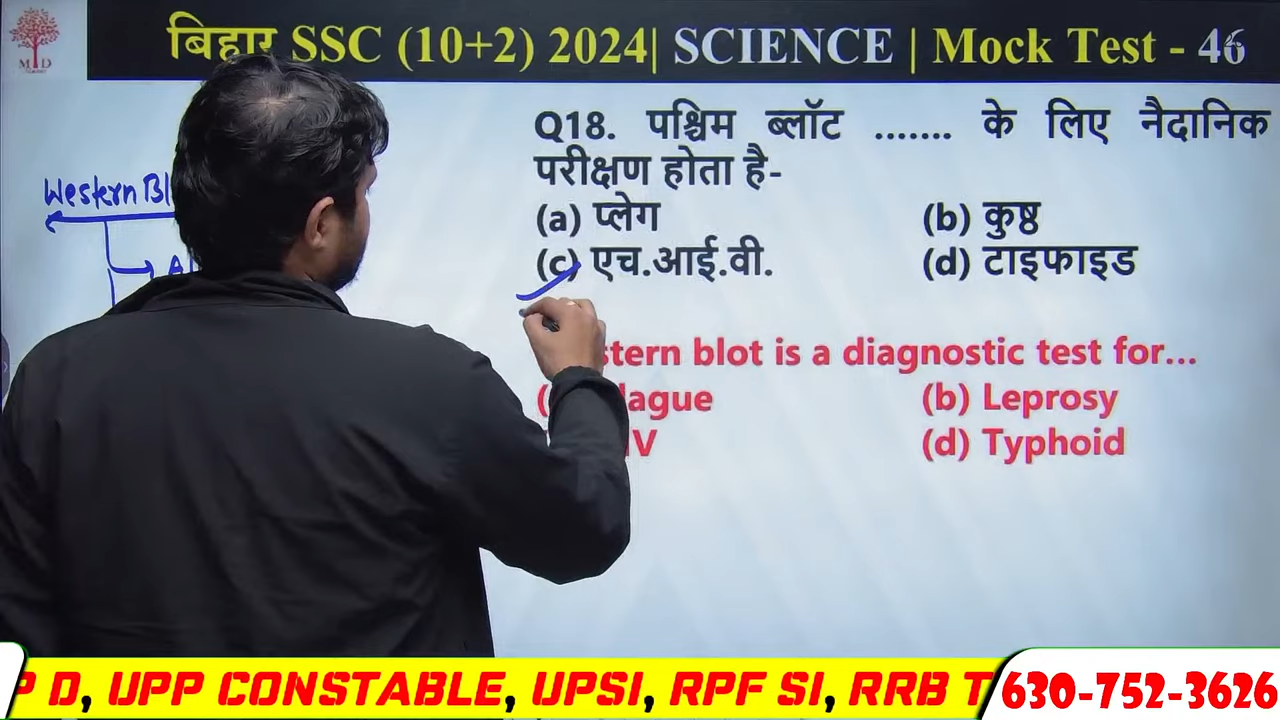 बिहार SSC (10+2) 2024| SCIENCE | Mock Test - 46
M D
Western Bl
Q18. पश्चिम ब्लॉट ....... के लिए नैदानिक
परीक्षण होता है-
(a) प्लेग (b) कुष्ठ
(c) एच.आई.वी. (d) टाइफाइड
stern blot is a diagnostic test for...
lague (b) Leprosy
IV (d) Typhoid
P D, UPP CONSTABLE, UPSI, RPF SI, RRB T
630-752-3626